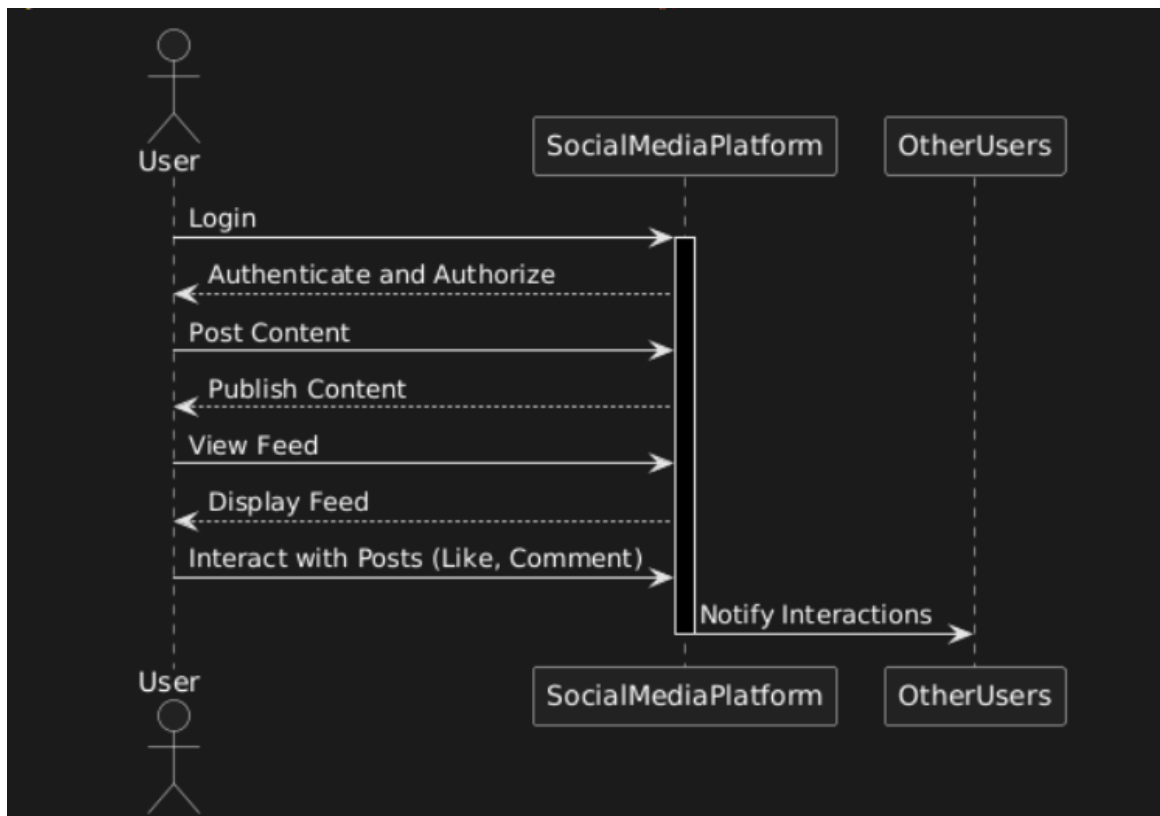 User
SocialMediaPlatform
OtherUsers
Login
Authenticate and Authorize
Post Content
Publish Content
View Feed
Display Feed
Interact with Posts (Like, Comment)
Notify Interactions
User
SocialMediaPlatform
OtherUsers